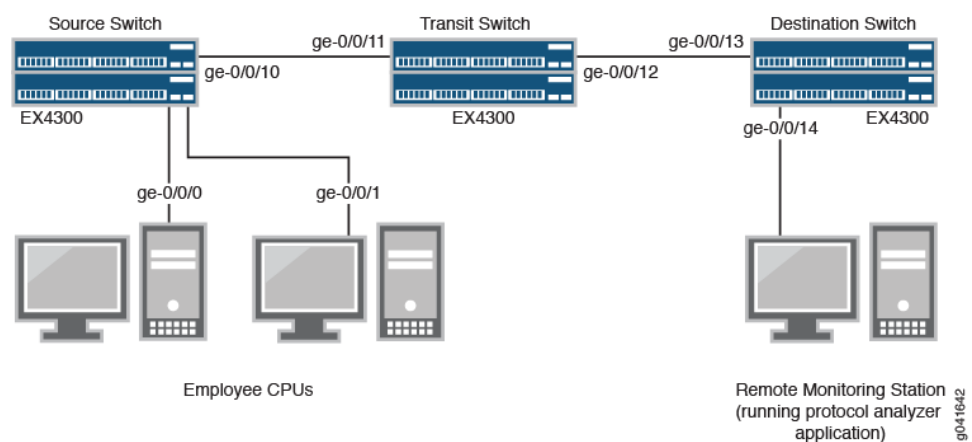 Source Switch
Transit Switch
Destination Switch
ge-0/0/11
ge-0/0/13
ge-0/0/10
ge-0/0/12
EX4300
EX4300
EX4300
ge-0/0/14
ge-0/0/0
ge-0/0/1
Employee CPUs
Remote Monitoring Station
(running protocol analyzer
application)
g041642